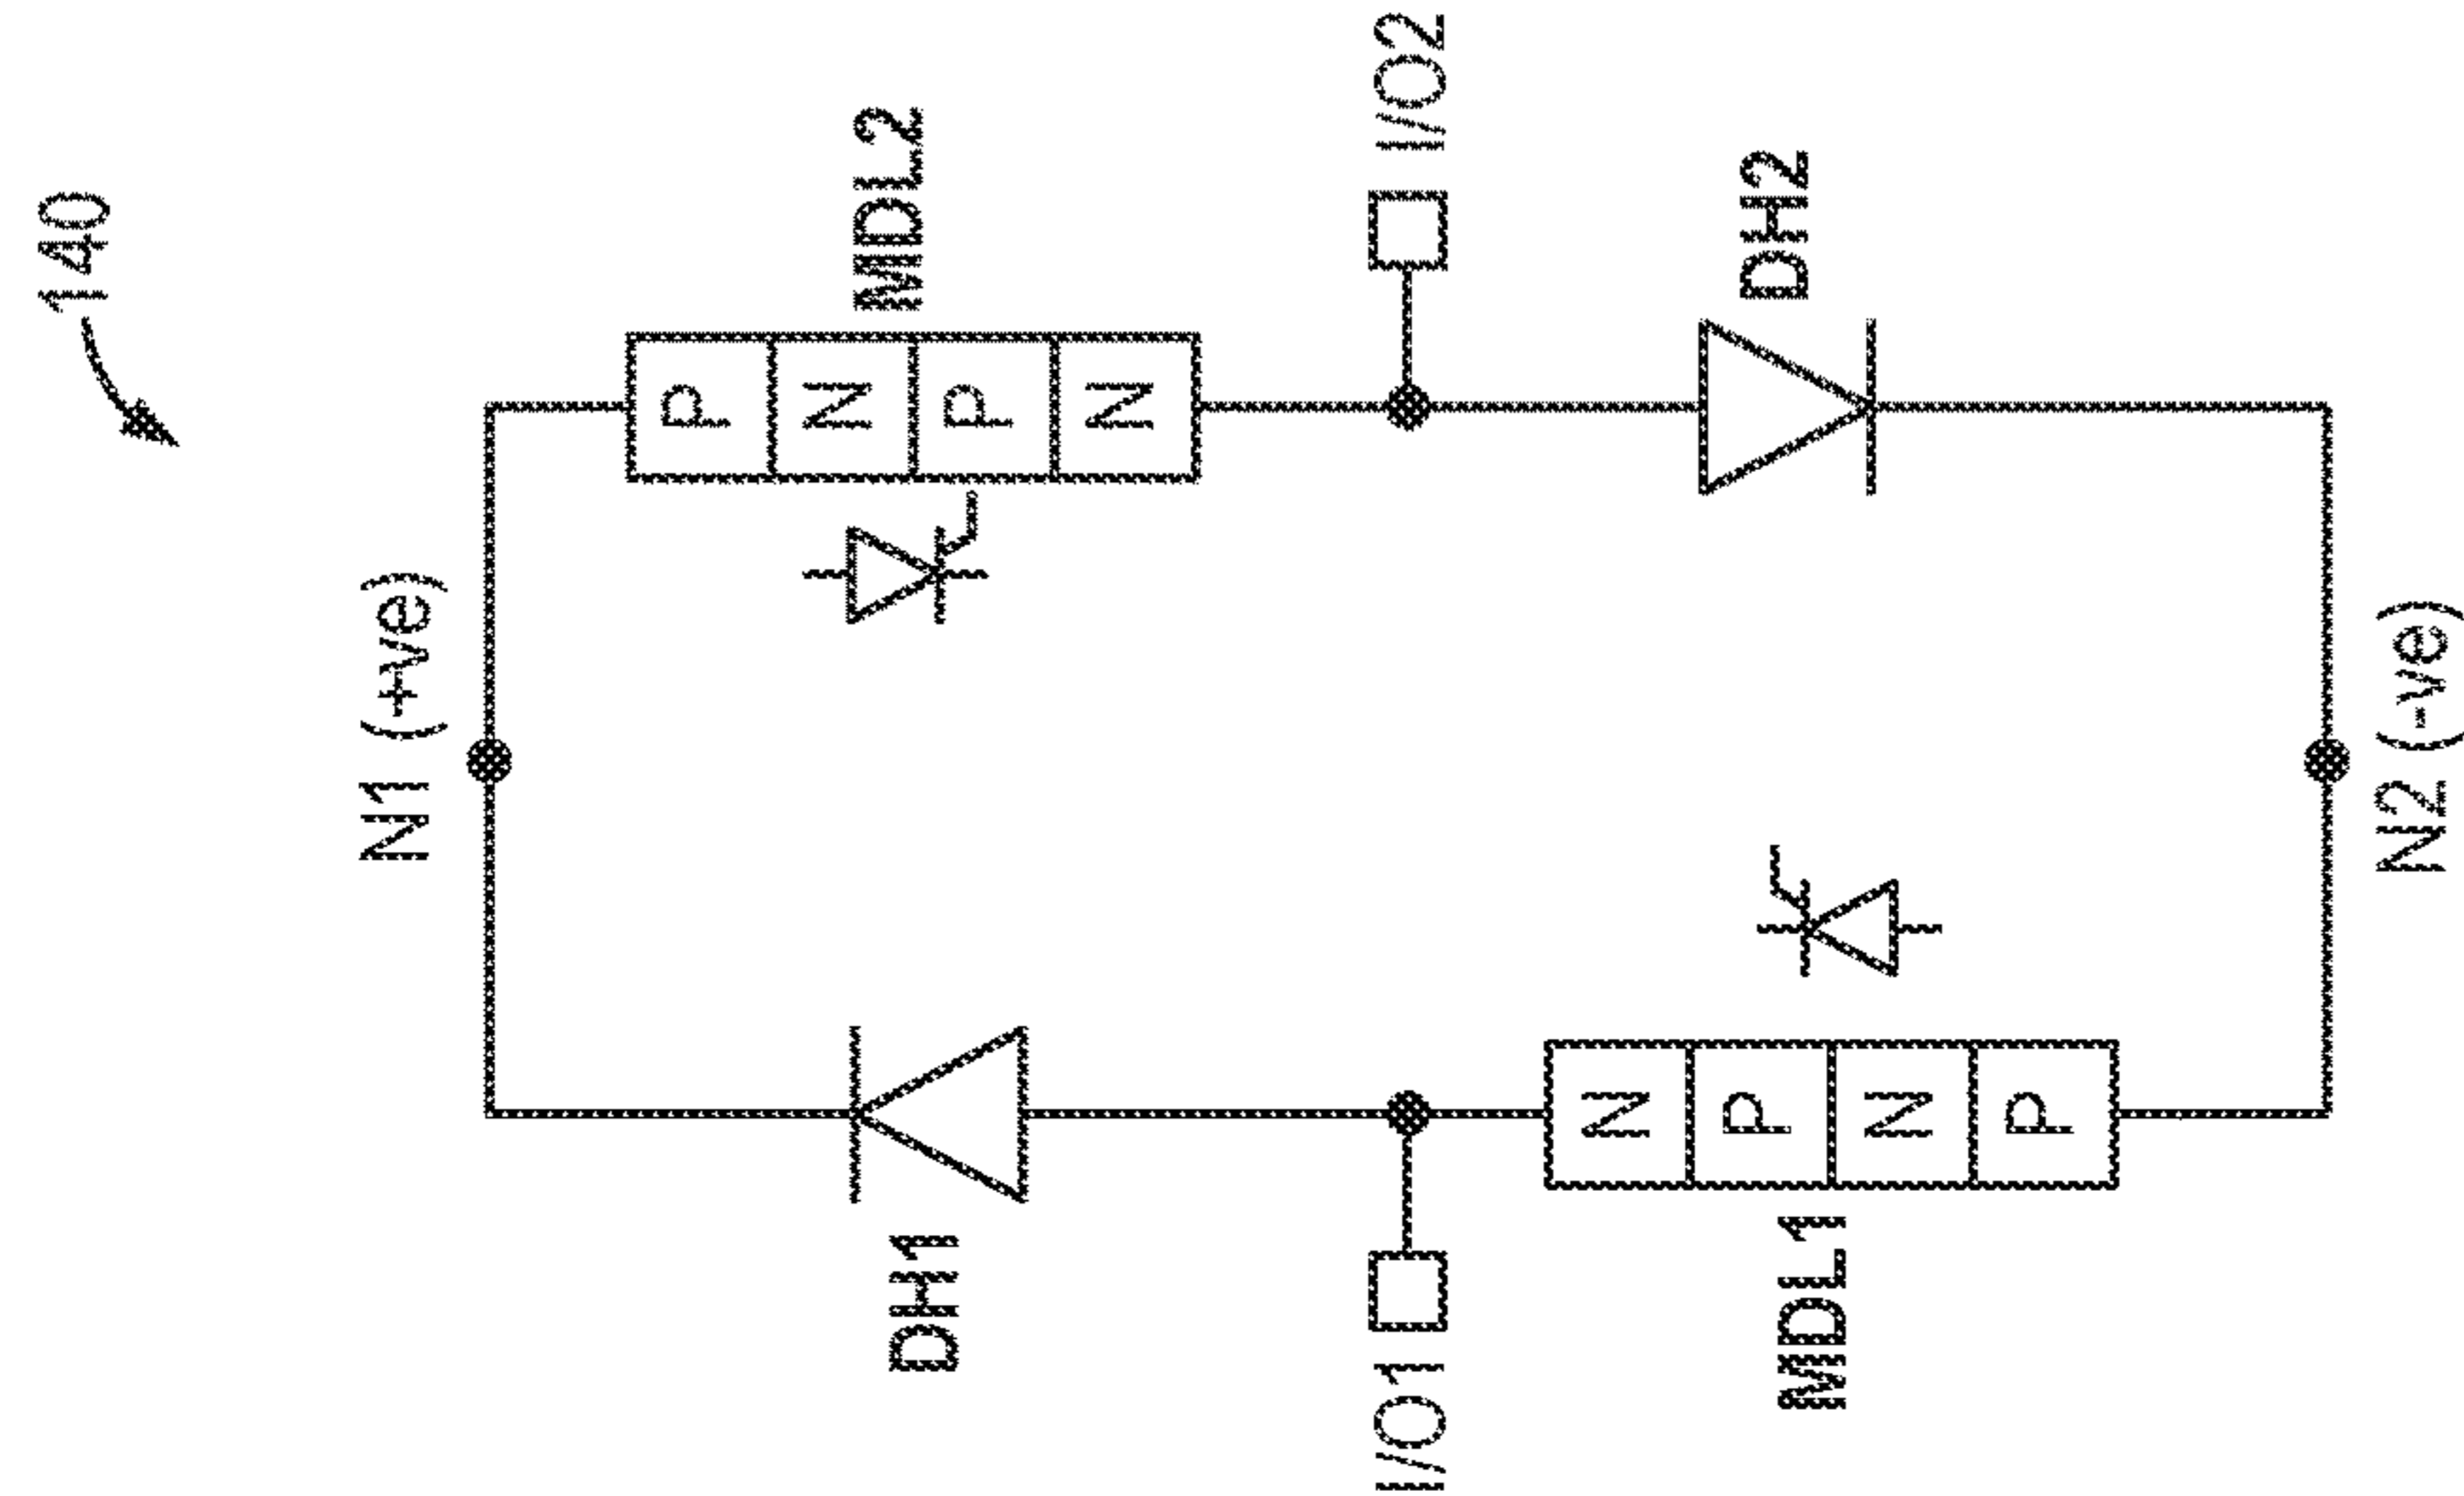 140
N1 (+ve)
DH1
P
N
P
N
MDL2
I/O1
I/O2
MDL1
N
P
N
P
DH2
N2 (-ve)